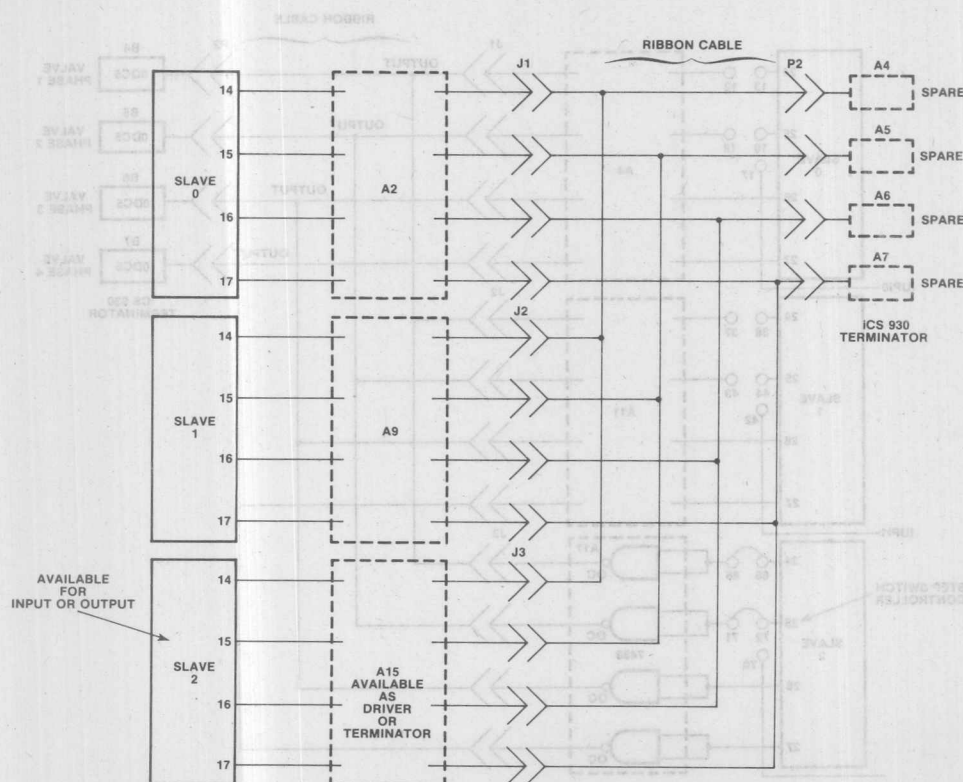 RIBBON CABLE
J1
P2
A4
14
SPARE
A5
15
SPARE
SLAVE
0
A2
A6
16
SPARE
A7
17
SPARE
J2
iCS 930
TERMINATOR
14
15
SLAVE
1
A9
16
17
J3
14
AVAILABLE
FOR
INPUT OR OUTPUT
15
SLAVE
2
A15
AVAILABLE
AS
DRIVER
OR
TERMINATOR
16
17